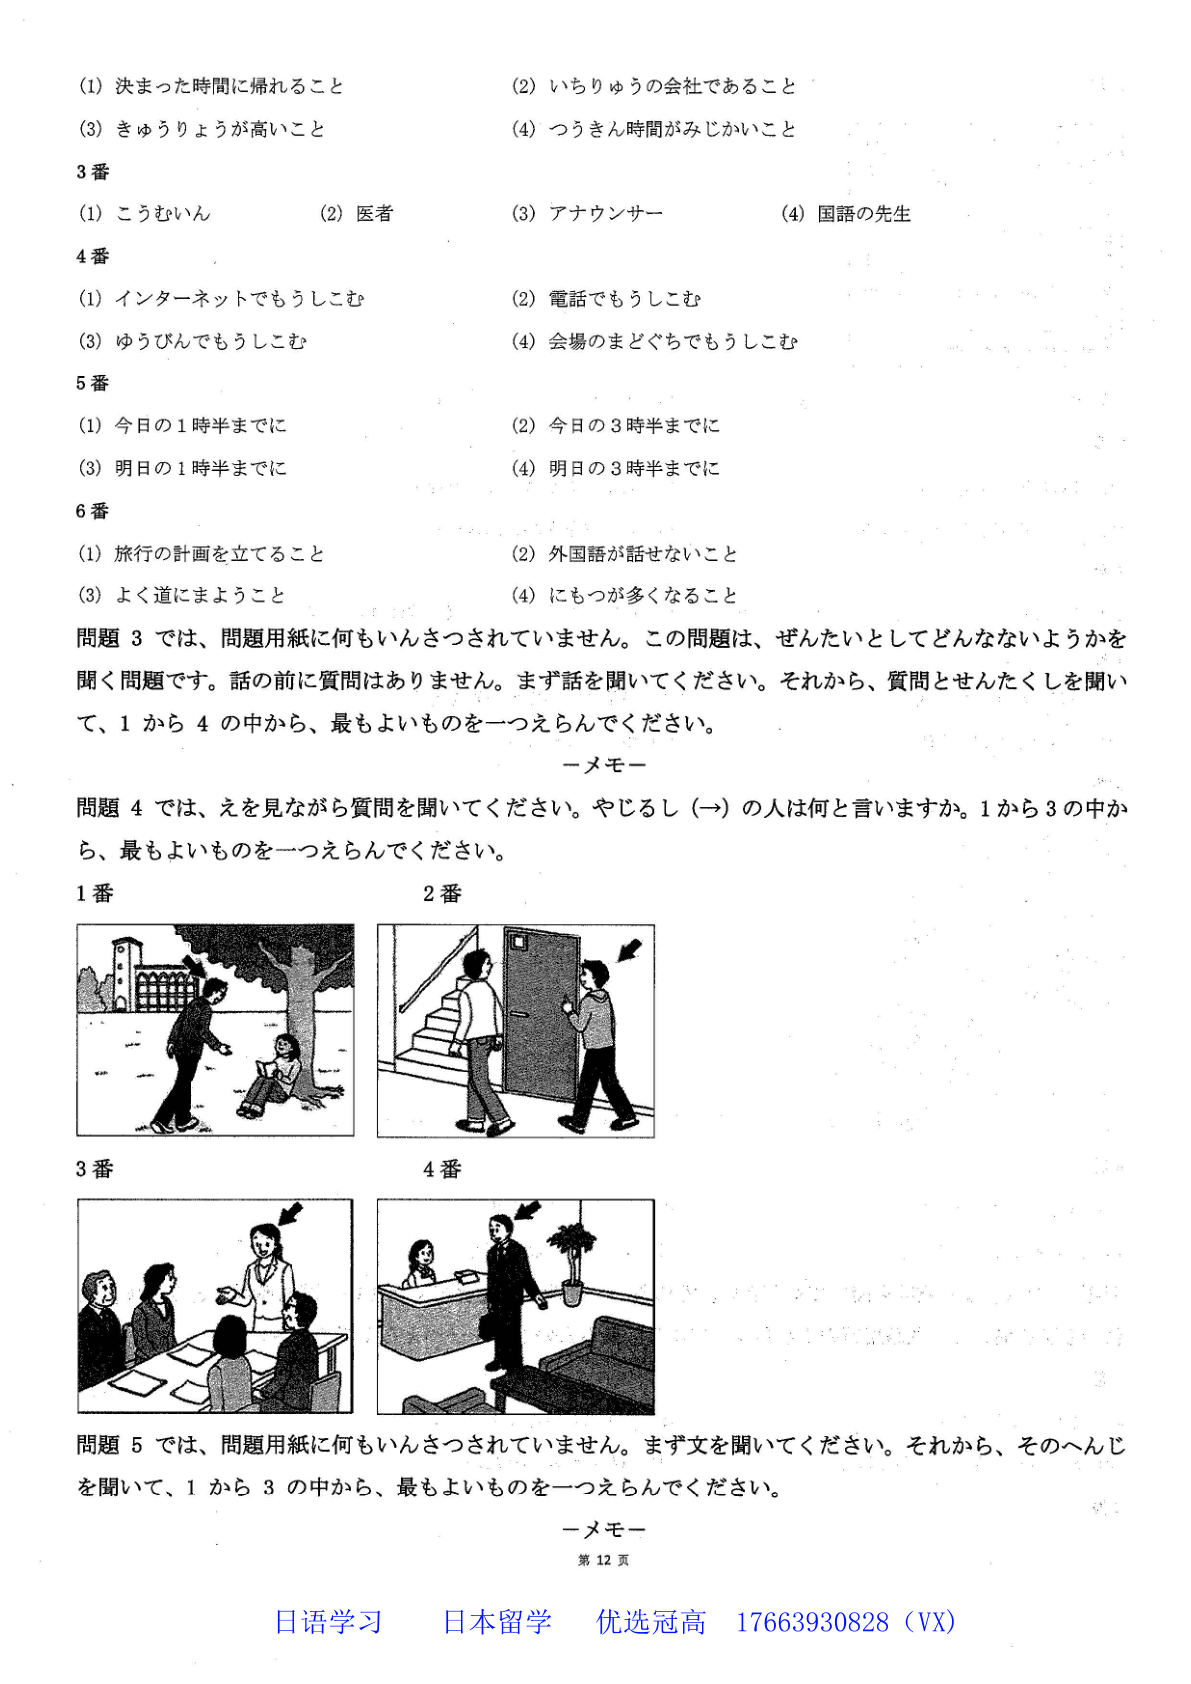 (1) 決まった時間に帰れること (2) いちりゅうの会社であること
(3) きゅうりょうが高いこと (4) つうきん時間がみじかいこと
3番
(1) こうむいん (2) 医者 (3) アナウンサー (4) 国語の先生
4番
(1) インターネットでもうしこむ (2) 電話でもうしこむ
(3) ゆうびんでもうしこむ (4) 会場のまどぐちでもうしこむ
5番
(1) 今日の1時半までに (2) 今日の3時半までに
(3) 明日の1時半までに (4) 明日の3時半までに
6番
(1) 旅行の計画を立てること (2) 外国語が話せないこと
(3) よく道にまようこと (4) にもつが多くなること
問題 3 では、問題用紙に何もいんさつされていません。この問題は、ぜんたいとしてどんなないようかを
聞く問題です。話の前に質問はありません。まず話を聞いてください。それから、質問とせんたくしを聞い
て、1 から 4 の中から、最もよいものを一つえらんでください。
－メモ－
問題 4 では、えを見ながら質問を聞いてください。やじるし（→）の人は何と言いますか。1から3の中か
ら、最もよいものを一つえらんでください。
1番 2番
3番 4番
問題 5 では、問題用紙に何もいんさつされていません。まず文を聞いてください。それから、そのへんじ
を聞いて、1 から 3 の中から、最もよいものを一つえらんでください。
－メモ－
第 12 页
日语学习 日本留学 优选冠高 17663930828（VX）